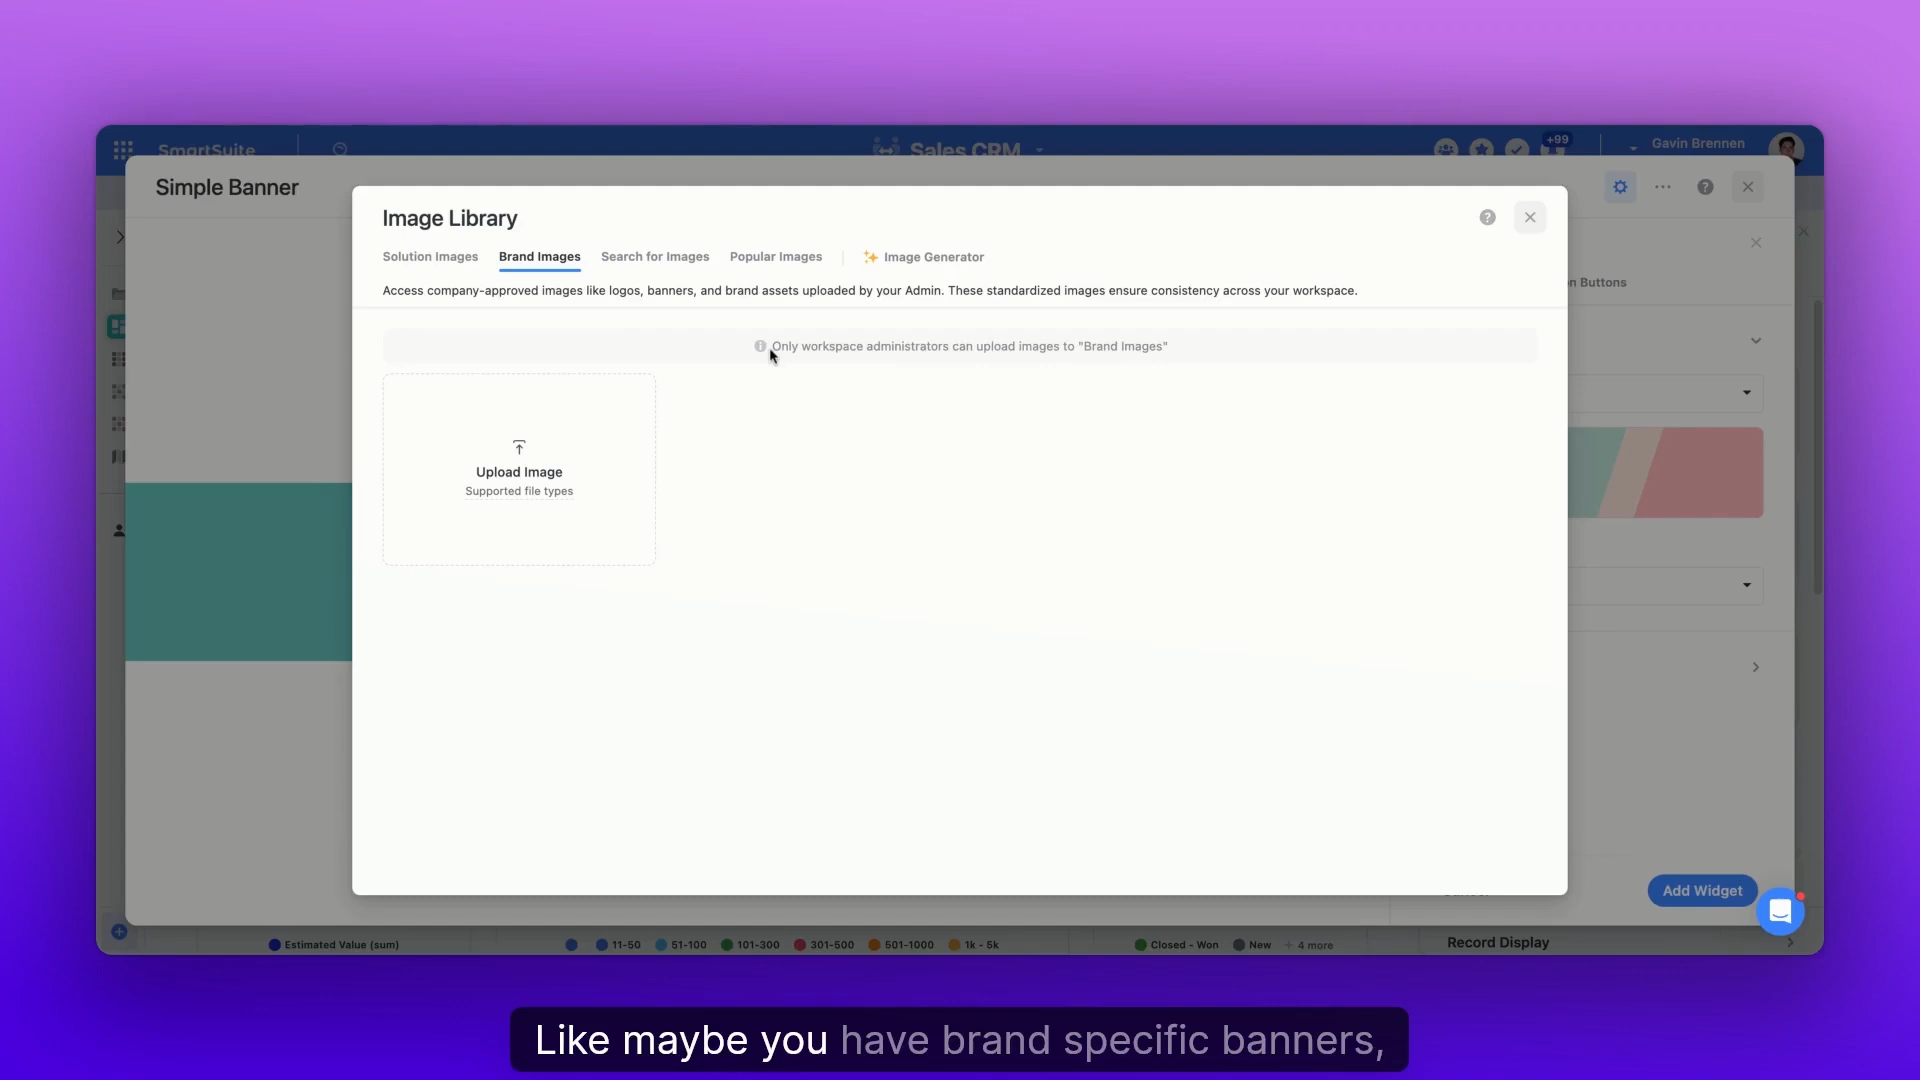 SmartSuite
Sales CRM
+99
Gavin Brennen
Simple Banner
Image Library
Solution Images
Brand Images
Search for Images
Popular Images
Image Generator
Access company-approved images like logos, banners, and brand assets uploaded by your Admin. These standardized images ensure consistency across your workspace.
n Buttons
Only workspace administrators can upload images to "Brand Images"
Upload Image
Supported file types
Add Widget
Estimated Value (sum)
11-50
51-100
101-300
301-500
501-1000
1k - 5k
Closed - Won
New
+ 4 more
Record Display
Like maybe you have brand specific banners,